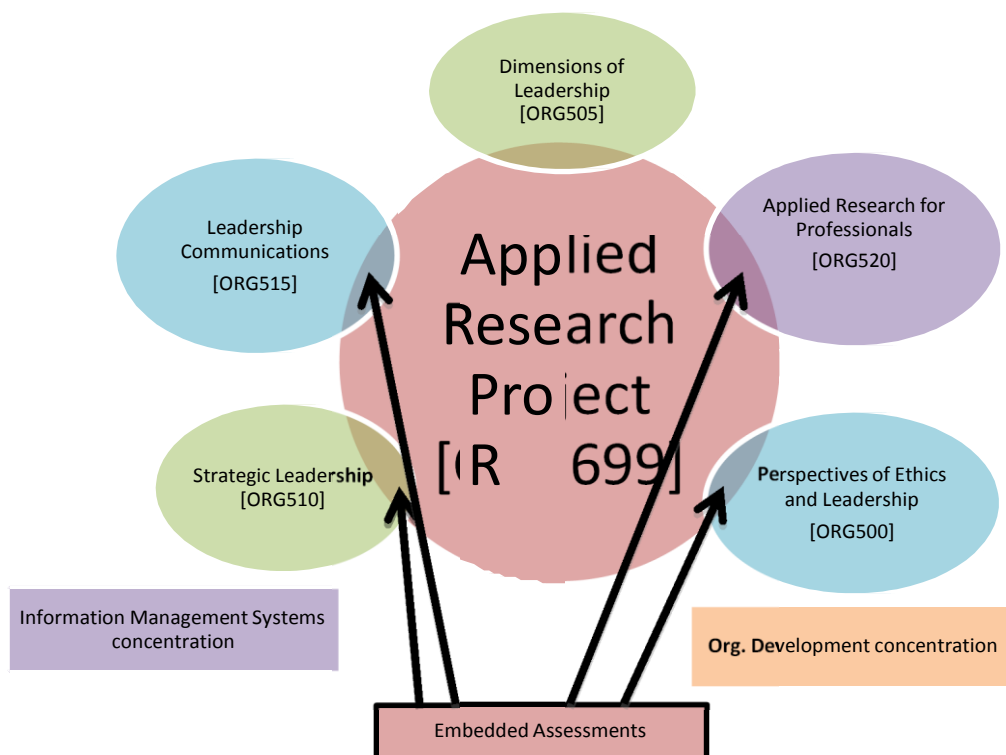 Dimensions of
Leadership
[ORG505]
Leadership
Communications
[ORG515]
Applied Research for
Professionals
[ORG520]
Applied
Research
Project
[ R 699]
Strategic Leadership
[ORG510]
Perspectives of Ethics
and Leadership
[ORG500]
Information Management Systems
concentration
Org. Development concentration
Embedded Assessments